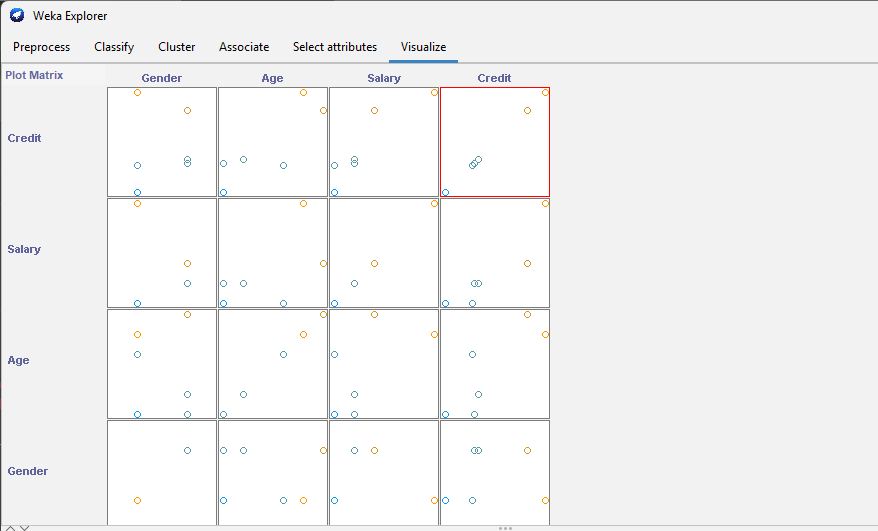 Weka Explorer
Preprocess Classify Cluster Associate Select attributes Visualize
Plot Matrix Gender Age Salary Credit
Credit
Salary
Age
Gender